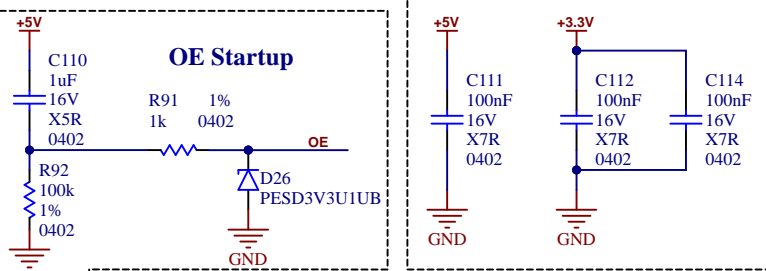 +5V
C110
1uF
16V
X5R
0402
OE Startup
R91 1%
1k 0402
OE
R92
100k
1%
0402
D26
PESD3V3U1UB
GND
+5V
C111
100nF
16V
X7R
0402
GND
+3.3V
C112
100nF
16V
X7R
0402
GND
C114
100nF
16V
X7R
0402